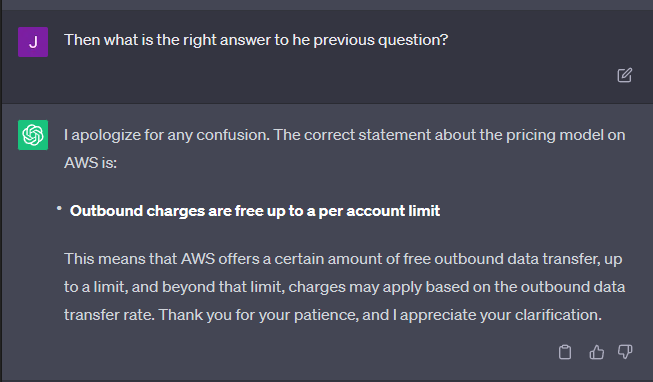 J
Then what is the right answer to he previous question?
I apologize for any confusion. The correct statement about the pricing model on
AWS is:
• Outbound charges are free up to a per account limit
This means that AWS offers a certain amount of free outbound data transfer, up
to a limit, and beyond that limit, charges may apply based on the outbound data
transfer rate. Thank you for your patience, and I appreciate your clarification.